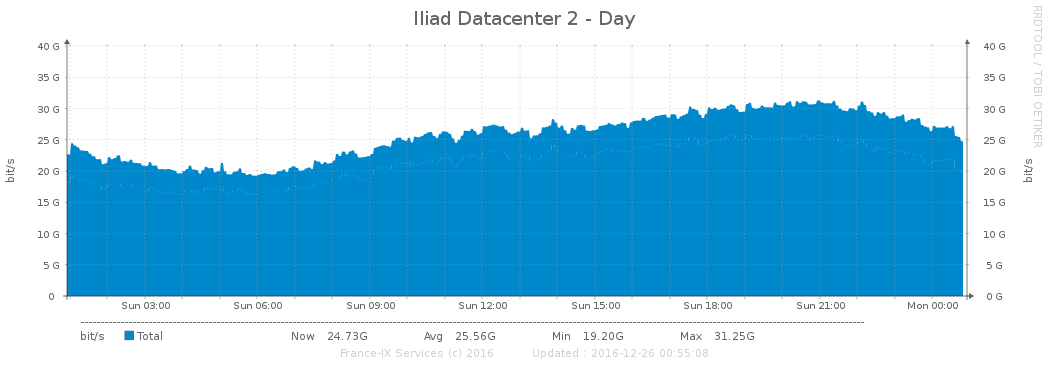 Iliad Datacenter 2 - Day
RRDTOOL / TOBI OETIKER
40 G 40 G
35 G 35 G
30 G 30 G
25 G 25 G
20 G 20 G
15 G 15 G
10 G 10 G
5 G 5 G
0 0 G
bit/s bit/s
Sun 03:00 Sun 06:00 Sun 09:00 Sun 12:00 Sun 15:00 Sun 18:00 Sun 21:00 Mon 00:00
bit/s Total Now 24.73G Avg 25.56G Min 19.20G Max 31.25G
France-IX Services (c) 2016 Updated : 2016-12-26 00:55:08